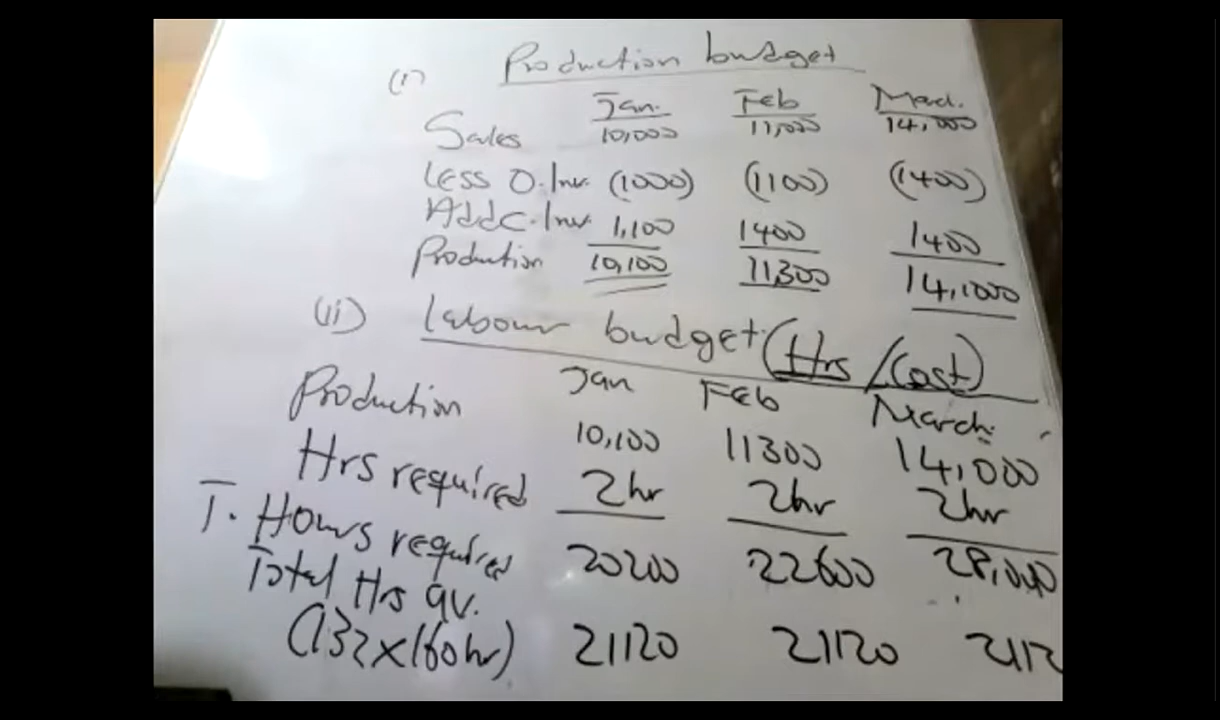 (i) Production budget
Jan. Feb March.
Sales 10,000 11,000 14,000
Less O.Inv. (1000) (1100) (1400)
Add C.Inv. 1,100 1400 1400
Production 10,100 11,300 14,1000
(ii) Labour budget (Hrs/Cost)
Jan Feb March
Production 10,100 11300 14,000
Hrs required 2hr 2hr 2hr
T. Hours required 20200 22600 28,000
Total Hrs av.
(132x160hr) 21120 21120 2112